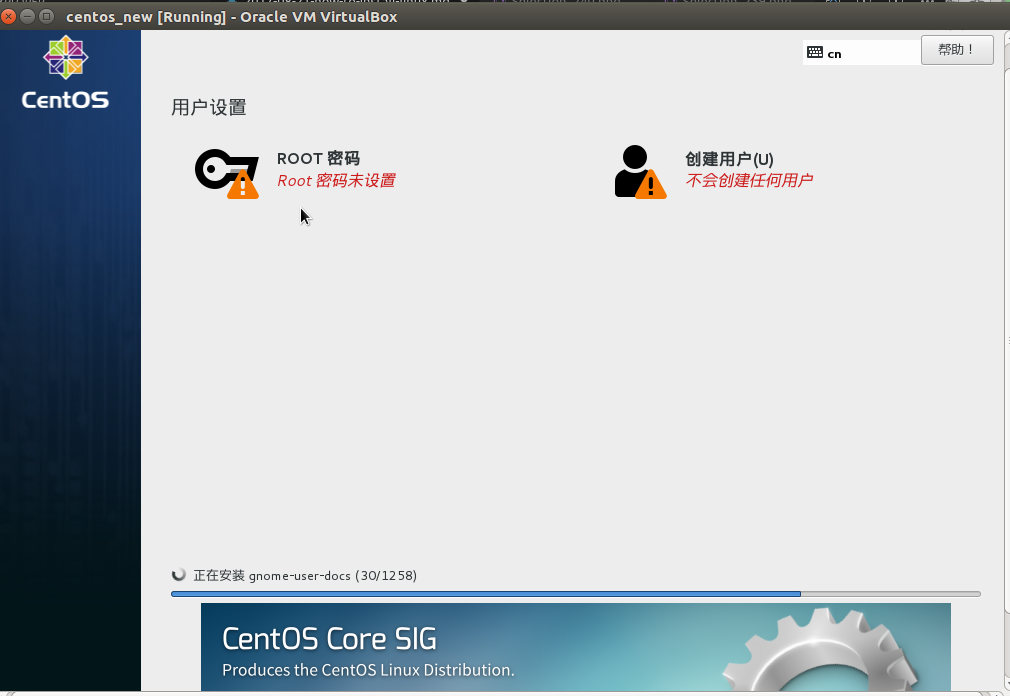 centos_new [Running] - Oracle VM VirtualBox
CentOS
cn
帮助！
用户设置
ROOT 密码
Root 密码未设置
创建用户(U)
不会创建任何用户
正在安装 gnome-user-docs (30/1258)
CentOS Core SIG
Produces the CentOS Linux Distribution.